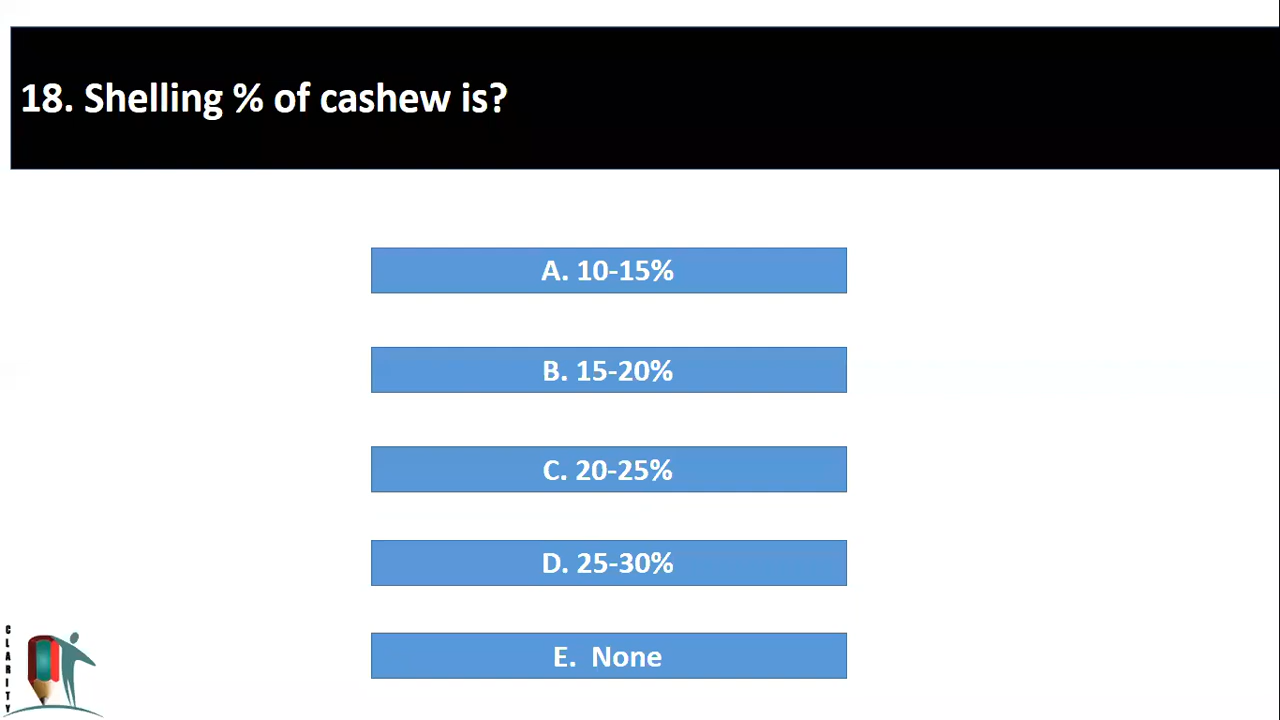 18. Shelling % of cashew is?
A. 10-15%
B. 15-20%
C. 20-25%
D. 25-30%
E. None
CLARITY